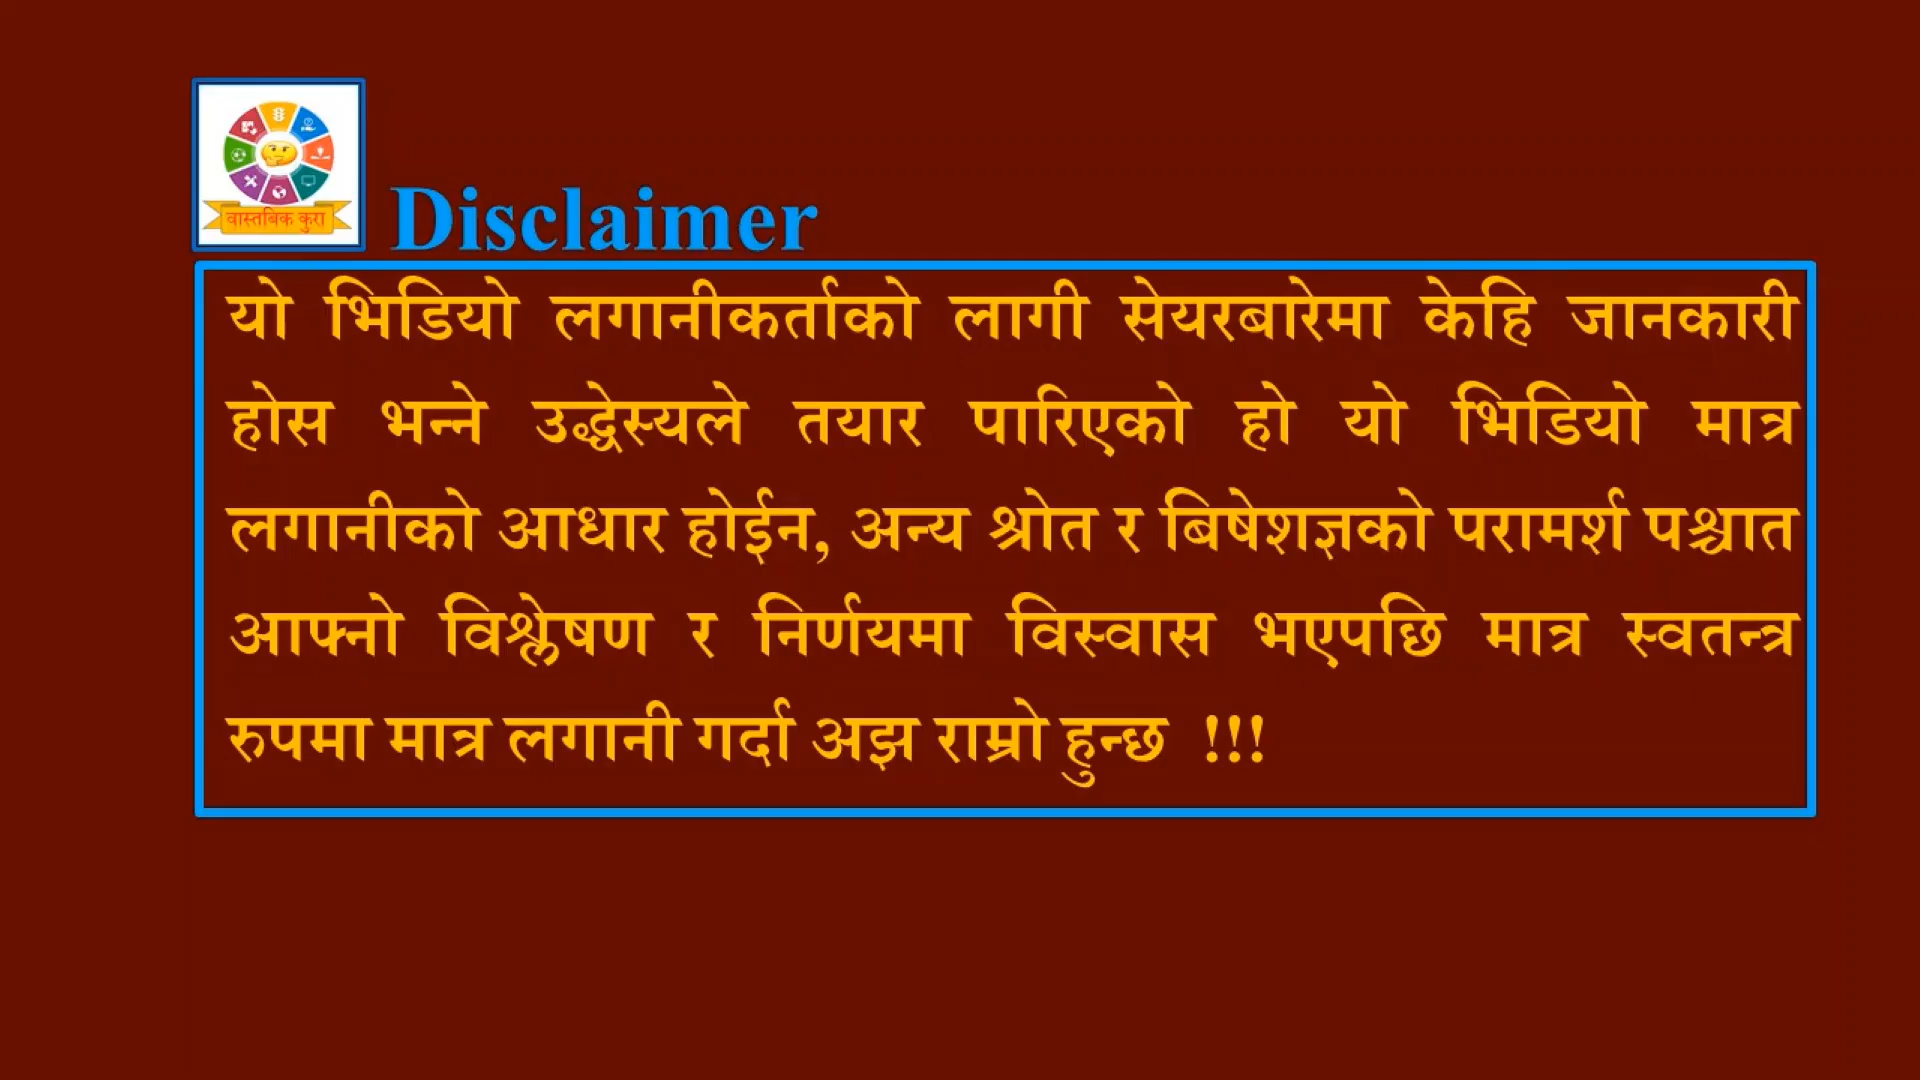 वास्तबिक कुरा
Disclaimer
यो भिडियो लगानीकर्ताको लागी सेयरबारेमा केहि जानकारी
होस भन्ने उद्धेस्यले तयार पारिएको हो यो भिडियो मात्र
लगानीको आधार होईन, अन्य श्रोत र बिषेशज्ञको परामर्श पश्चात
आफ्नो विश्लेषण र निर्णयमा विस्वास भएपछि मात्र स्वतन्त्र
रुपमा मात्र लगानी गर्दा अझ राम्रो हुन्छ !!!